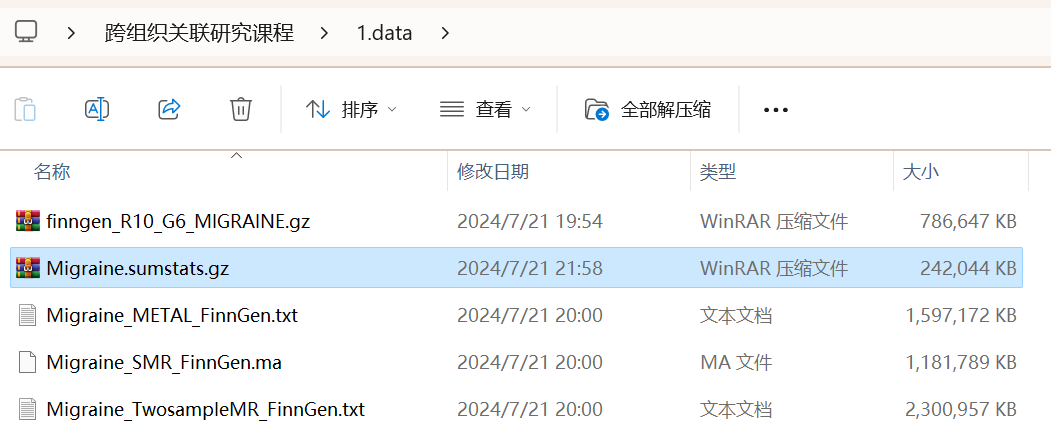 跨组织关联研究课程 1.data
排序 查看 全部解压缩
名称 修改日期 类型 大小
finngen_R10_G6_MIGRAINE.gz 2024/7/21 19:54 WinRAR 压缩文件 786,647 KB
Migraine.sumstats.gz 2024/7/21 21:58 WinRAR 压缩文件 242,044 KB
Migraine_METAL_FinnGen.txt 2024/7/21 20:00 文本文档 1,597,172 KB
Migraine_SMR_FinnGen.ma 2024/7/21 20:00 MA 文件 1,181,789 KB
Migraine_TwosampleMR_FinnGen.txt 2024/7/21 20:00 文本文档 2,300,957 KB